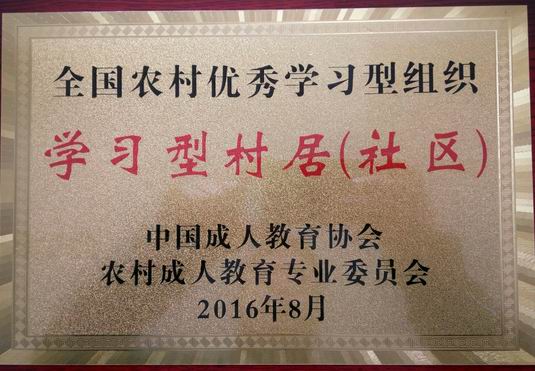 全国农村优秀学习型组织
学习型村居(社区)
中国成人教育协会
农村成人教育专业委员会
2016年8月